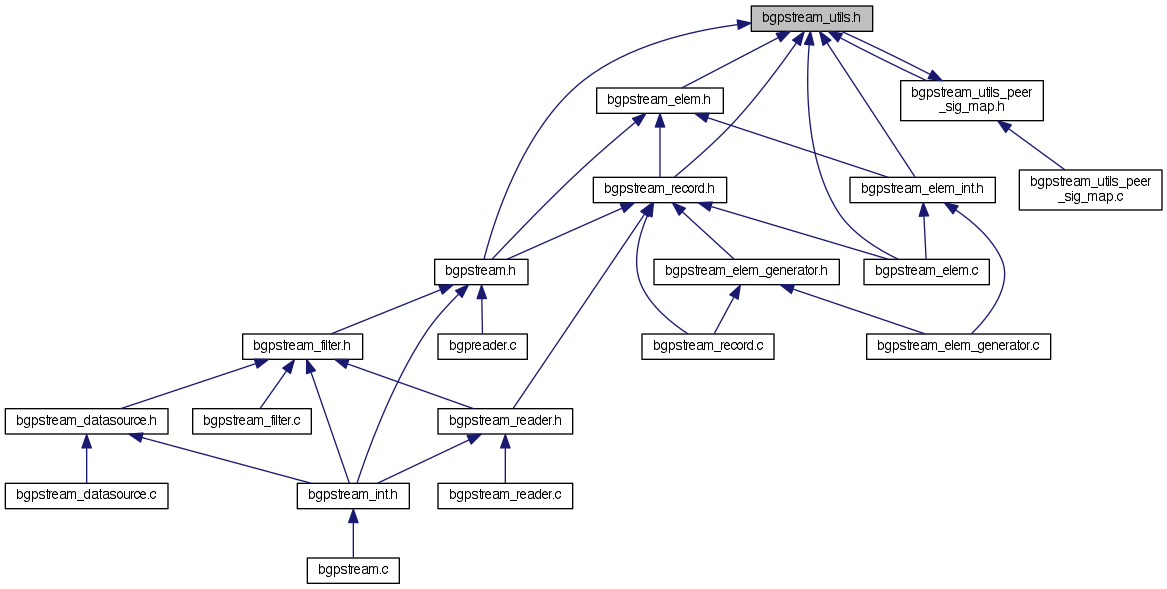 bgpstream_utils.h
bgpstream_elem.h
bgpstream_utils_peer
_sig_map.h
bgpstream_record.h
bgpstream_elem_int.h
bgpstream_utils_peer
_sig_map.c
bgpstream.h
bgpstream_elem_generator.h
bgpstream_elem.c
bgpstream_filter.h
bgpreader.c
bgpstream_record.c
bgpstream_elem_generator.c
bgpstream_datasource.h
bgpstream_filter.c
bgpstream_reader.h
bgpstream_datasource.c
bgpstream_int.h
bgpstream_reader.c
bgpstream.c